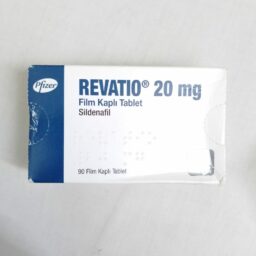 Pfizer
REVATIO® 20 mg
Film Kaplı Tablet
Sildenafil
90 Film Kaplı Tablet